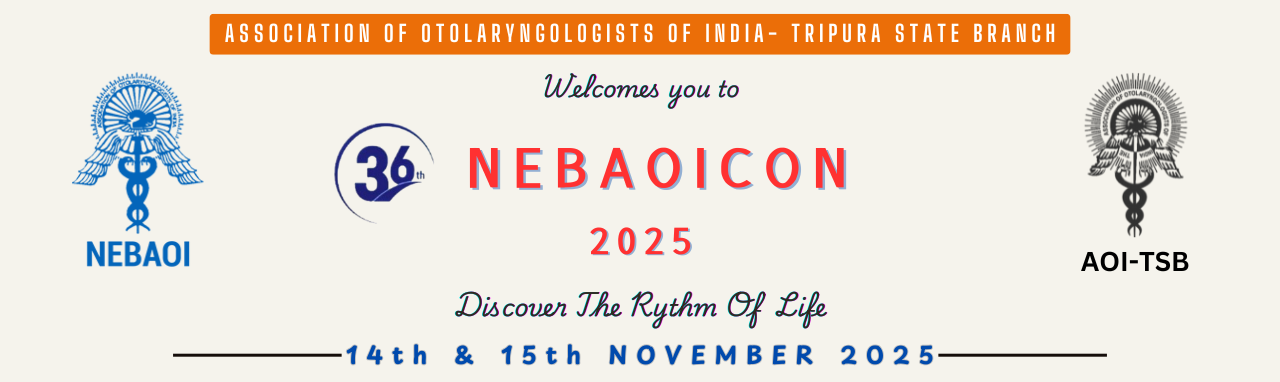 ASSOCIATION OF OTOLARYNGOLOGISTS OF INDIA- TRIPURA STATE BRANCH
Welcomes you to
36th
NEBAOICON
2025
NEBAOI
AOI-TSB
Discover The Rythm Of Life
14th & 15th NOVEMBER 2025